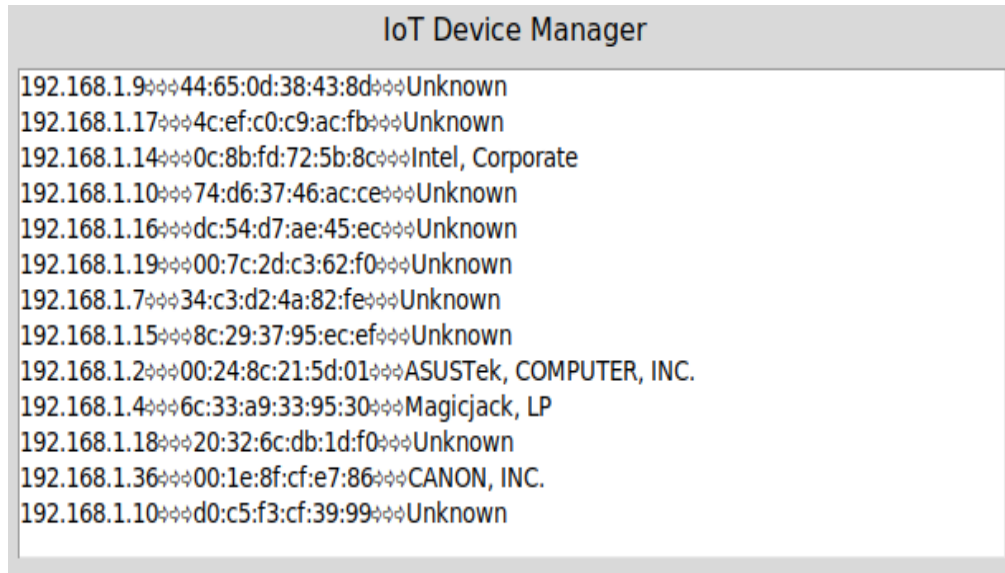 IoT Device Manager
192.168.1.9⇨⇨⇨44:65:0d:38:43:8d⇨⇨⇨Unknown
192.168.1.17⇨⇨⇨4c:ef:c0:c9:ac:fb⇨⇨⇨Unknown
192.168.1.14⇨⇨⇨0c:8b:fd:72:5b:8c⇨⇨⇨Intel, Corporate
192.168.1.10⇨⇨⇨74:d6:37:46:ac:ce⇨⇨⇨Unknown
192.168.1.16⇨⇨⇨dc:54:d7:ae:45:ec⇨⇨⇨Unknown
192.168.1.19⇨⇨⇨00:7c:2d:c3:62:f0⇨⇨⇨Unknown
192.168.1.7⇨⇨⇨34:c3:d2:4a:82:fe⇨⇨⇨Unknown
192.168.1.15⇨⇨⇨8c:29:37:95:ec:ef⇨⇨⇨Unknown
192.168.1.2⇨⇨⇨00:24:8c:21:5d:01⇨⇨⇨ASUSTek, COMPUTER, INC.
192.168.1.4⇨⇨⇨6c:33:a9:33:95:30⇨⇨⇨Magicjack, LP
192.168.1.18⇨⇨⇨20:32:6c:db:1d:f0⇨⇨⇨Unknown
192.168.1.36⇨⇨⇨00:1e:8f:cf:e7:86⇨⇨⇨CANON, INC.
192.168.1.10⇨⇨⇨d0:c5:f3:cf:39:99⇨⇨⇨Unknown